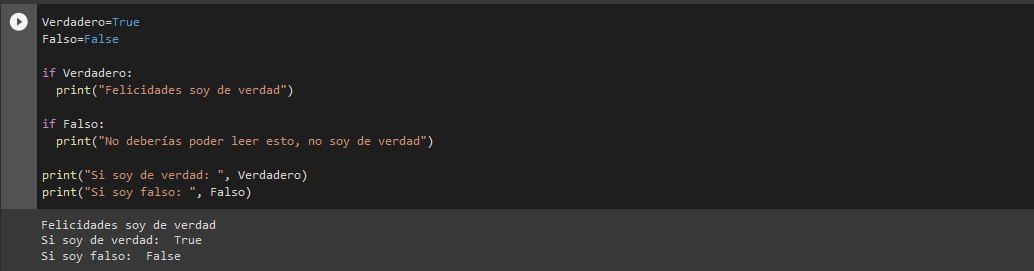 Verdadero=True
Falso=False
if Verdadero:
print("Felicidades soy de verdad")
if Falso:
print("No deberías poder leer esto, no soy de verdad")
print("Si soy de verdad: ", Verdadero)
print("Si soy falso: ", Falso)
Felicidades soy de verdad
Si soy de verdad:  True
Si soy falso:  False